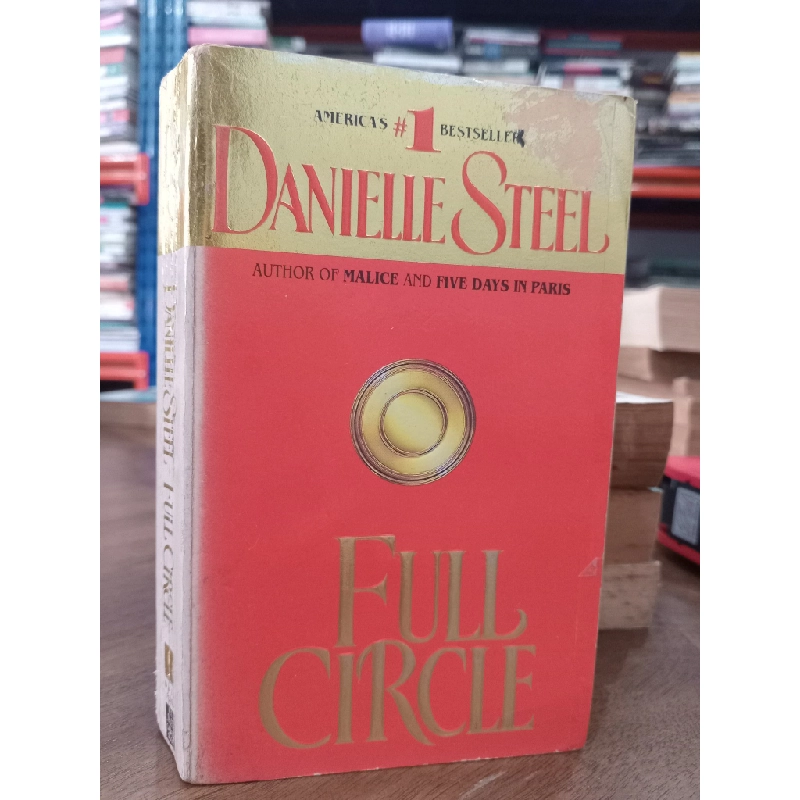 AMERICA'S #1 BESTSELLER
DANIELLE STEEL
AUTHOR OF MALICE AND FIVE DAYS IN PARIS
FULL
CIRCLE
DANIELLE STEEL FULL CIRCLE